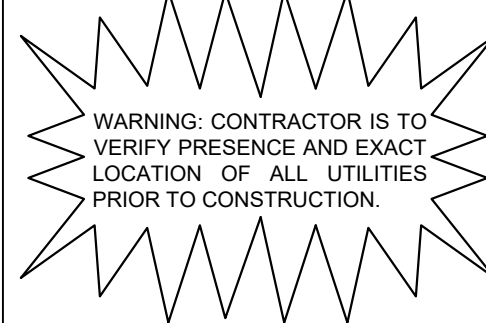 WARNING: CONTRACTOR IS TO
VERIFY PRESENCE AND EXACT
LOCATION OF ALL UTILITIES
PRIOR TO CONSTRUCTION.